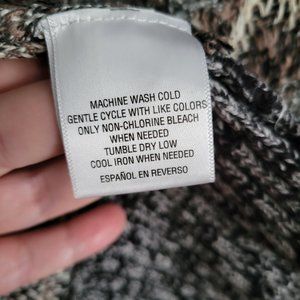 MACHINE WASH COLD
GENTLE CYCLE WITH LIKE COLORS
ONLY NON-CHLORINE BLEACH
WHEN NEEDED
TUMBLE DRY LOW
COOL IRON WHEN NEEDED
ESPAÑOL EN REVERSO